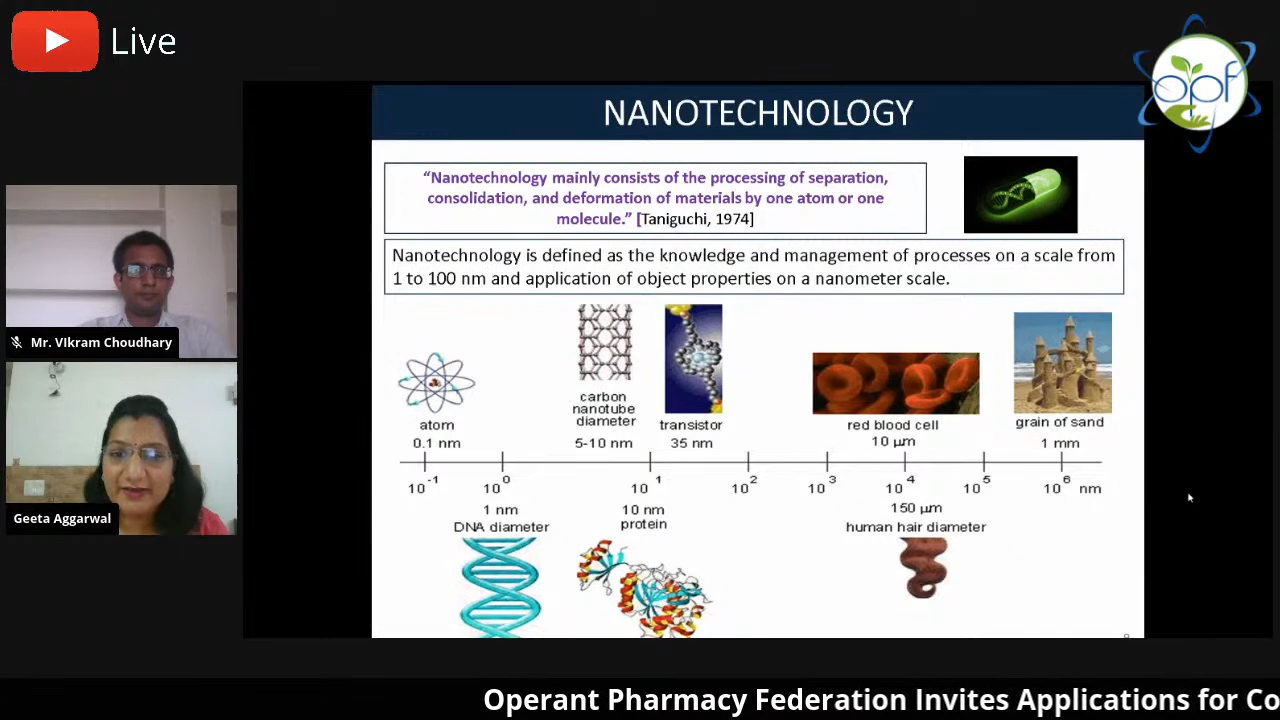 Live
opf
NANOTECHNOLOGY
“Nanotechnology mainly consists of the processing of separation,
consolidation, and deformation of materials by one atom or one
molecule.” [Taniguchi, 1974]
Nanotechnology is defined as the knowledge and management of processes on a scale from
1 to 100 nm and application of object properties on a nanometer scale.
Mr. VIkram Choudhary
Geeta Aggarwal
atom
0.1 nm
carbon
nanotube
diameter
5-10 nm
transistor
35 nm
red blood cell
10 µm
grain of sand
1 mm
10⁻¹ 10⁰ 10¹ 10² 10³ 10⁴ 10⁵ 10⁶ nm
1 nm
DNA diameter
10 nm
protein
150 µm
human hair diameter
Operant Pharmacy Federation Invites Applications for Co